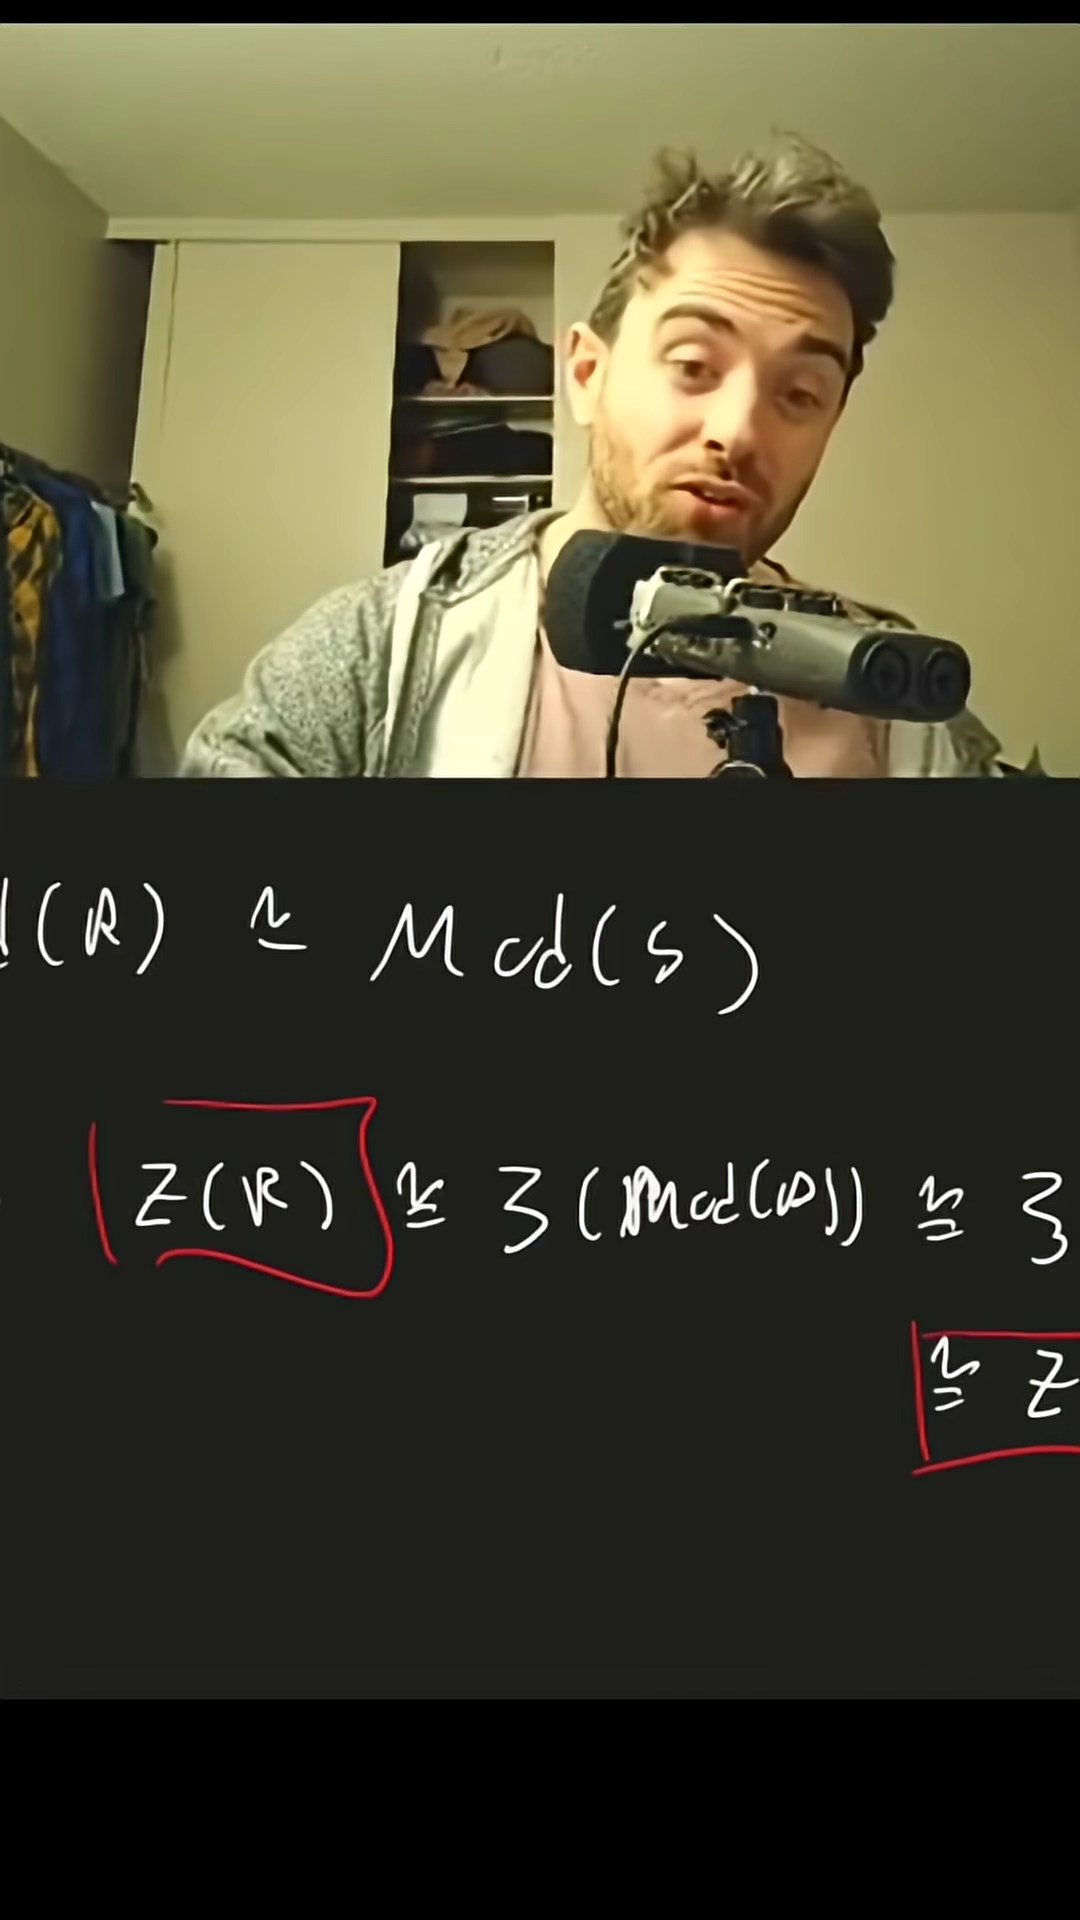 d(R) ≃ Mod(S)
Z(R) ≅ 𝔷(Mod(R)) ≅ 𝔷
≅ Z